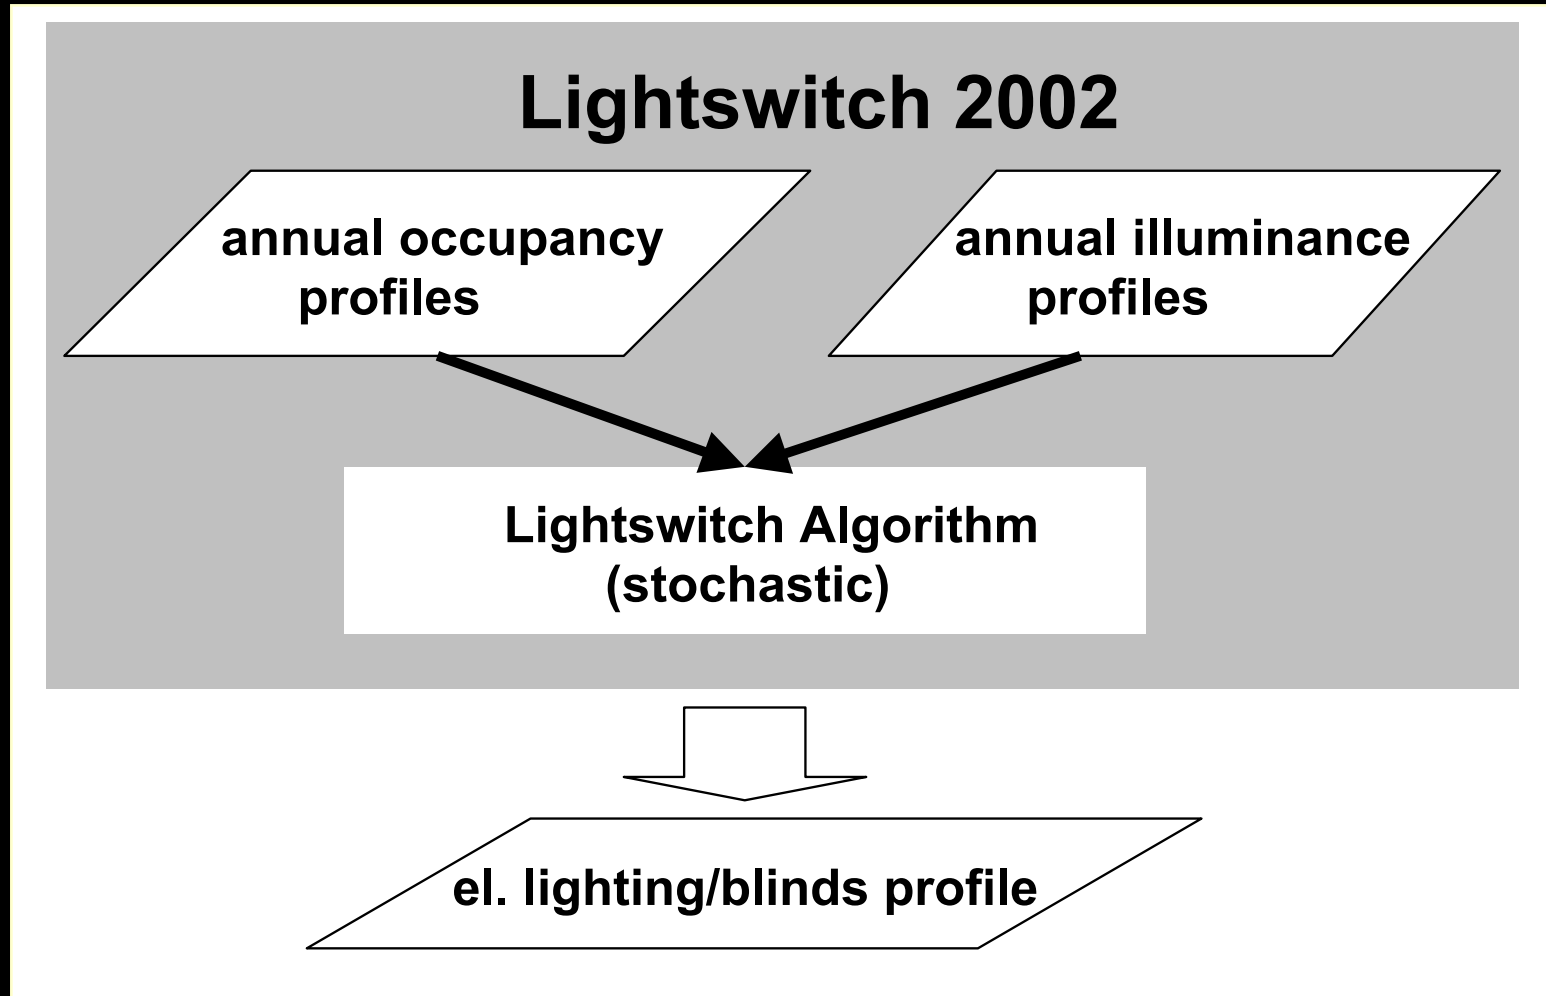 Lightswitch 2002
annual occupancy
profiles
annual illuminance
profiles
Lightswitch Algorithm
(stochastic)
el. lighting/blinds profile